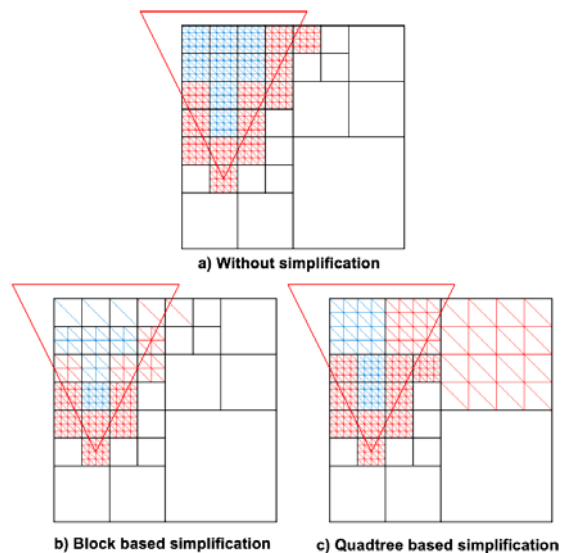 a) Without simplification
b) Block based simplification
c) Quadtree based simplification